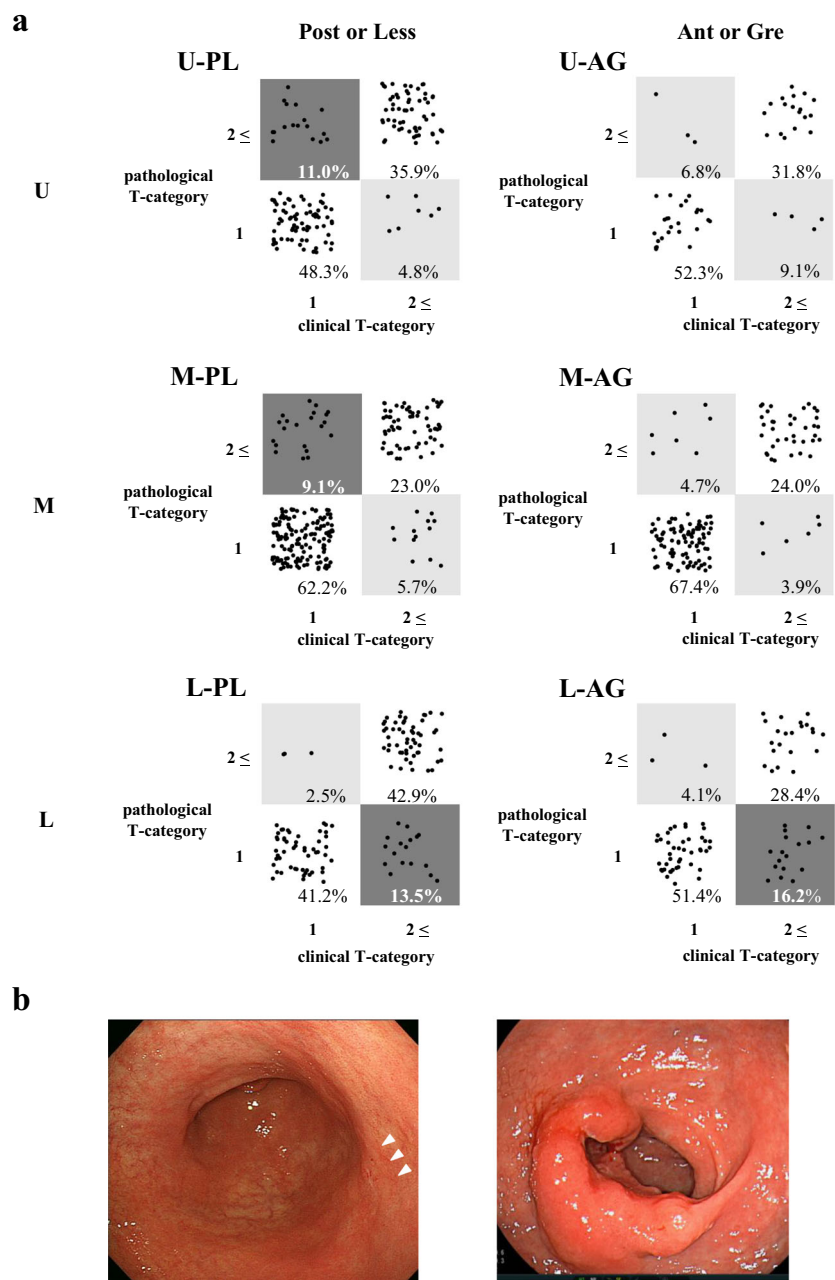 a
Post or Less
Ant or Gre
U-PL
U-AG
2 ≤
11.0%
35.9%
2 ≤
6.8%
31.8%
U
pathological
T-category
pathological
T-category
1
48.3%
4.8%
1
52.3%
9.1%
1
2 ≤
1
2 ≤
clinical T-category
clinical T-category
M-PL
M-AG
2 ≤
9.1%
23.0%
2 ≤
4.7%
24.0%
M
pathological
T-category
pathological
T-category
1
62.2%
5.7%
1
67.4%
3.9%
1
2 ≤
1
2 ≤
clinical T-category
clinical T-category
L-PL
L-AG
2 ≤
2.5%
42.9%
2 ≤
4.1%
28.4%
L
pathological
T-category
pathological
T-category
1
41.2%
13.5%
1
51.4%
16.2%
1
2 ≤
1
2 ≤
clinical T-category
clinical T-category
b